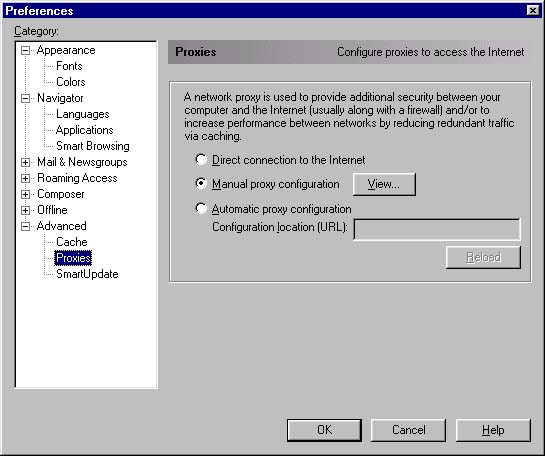 Preferences
Category:
Appearance
Fonts
Colors
Navigator
Languages
Applications
Smart Browsing
Mail & Newsgroups
Roaming Access
Composer
Offline
Advanced
Cache
Proxies
SmartUpdate
Proxies Configure proxies to access the Internet
A network proxy is used to provide additional security between your
computer and the Internet (usually along with a firewall) and/or to
increase performance between networks by reducing redundant traffic
via caching.
Direct connection to the Internet
Manual proxy configuration View...
Automatic proxy configuration
Configuration location (URL):
Reload
OK Cancel Help